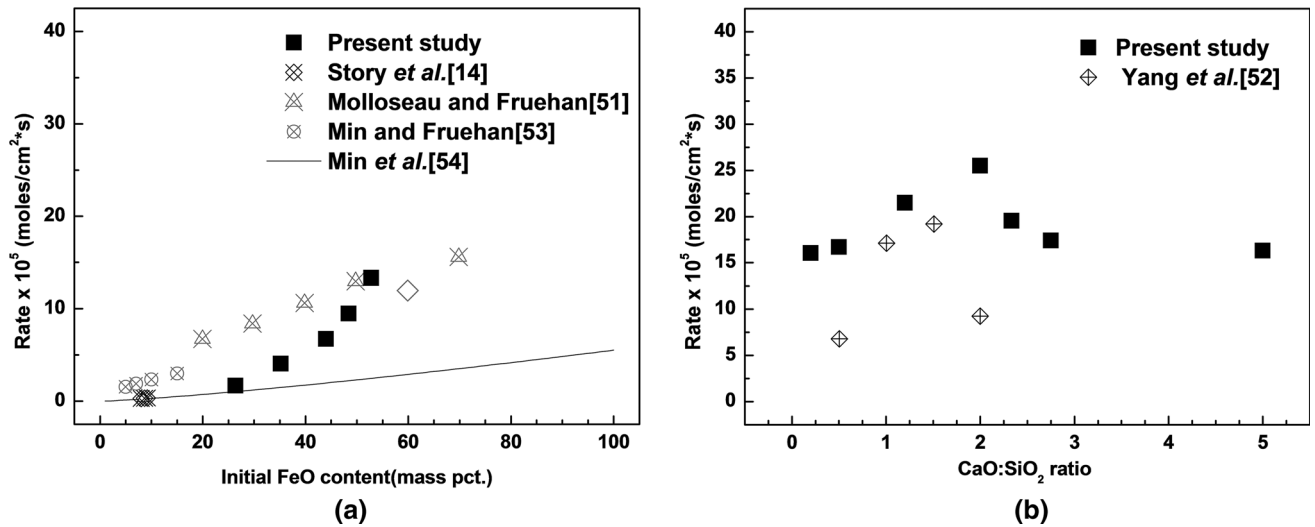 Rate x 10⁵ (moles/cm²*s)
40
30
20
10
0
0
20
40
60
80
100
Initial FeO content(mass pct.)
Present study
Story et al.[14]
Molloseau and Fruehan[51]
Min and Fruehan[53]
Min et al.[54]
(a)
Rate x 10⁵ (moles/cm²*s)
40
35
30
25
20
15
10
5
0
0
1
2
3
4
5
CaO:SiO₂ ratio
Present study
Yang et al.[52]
(b)